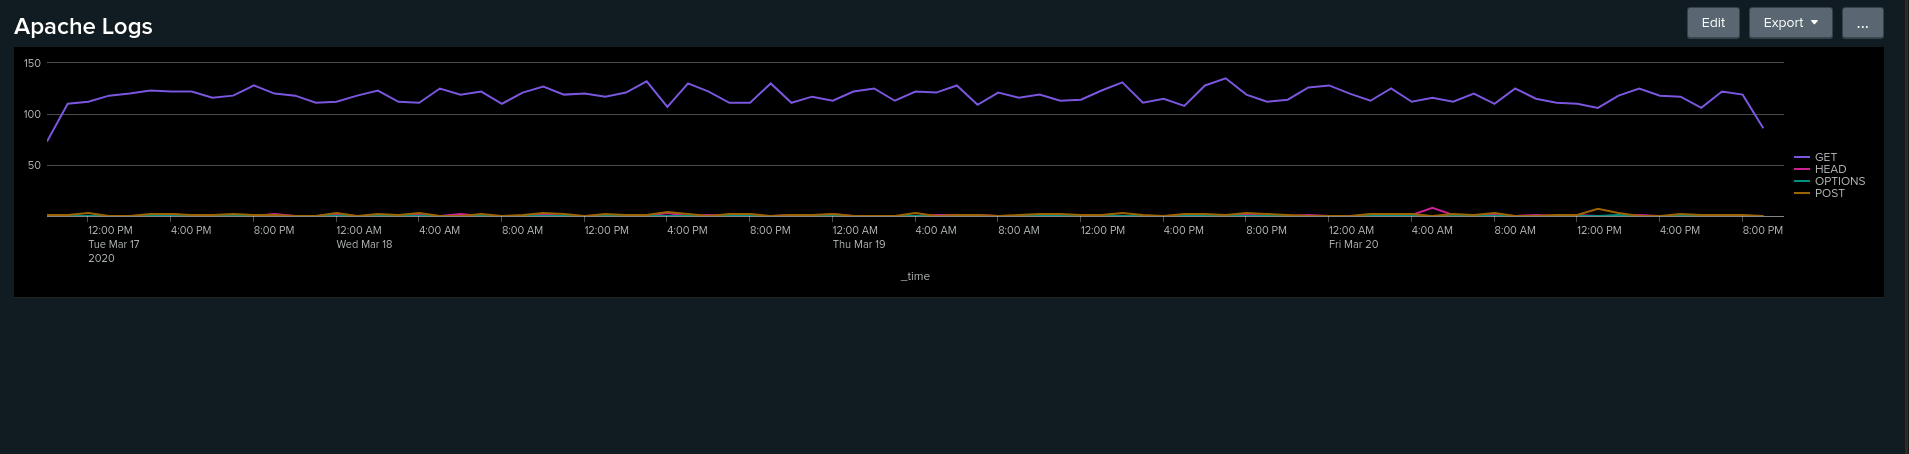 Apache Logs
Edit
Export
...
150
100
50
GET
HEAD
OPTIONS
POST
12:00 PM 4:00 PM 8:00 PM 12:00 AM 4:00 AM 8:00 AM 12:00 PM 4:00 PM 8:00 PM 12:00 AM 4:00 AM 8:00 AM 12:00 PM 4:00 PM 8:00 PM 12:00 AM 4:00 AM 8:00 AM 12:00 PM 4:00 PM 8:00 PM
Tue Mar 17 Wed Mar 18 Thu Mar 19 Fri Mar 20
2020
_time